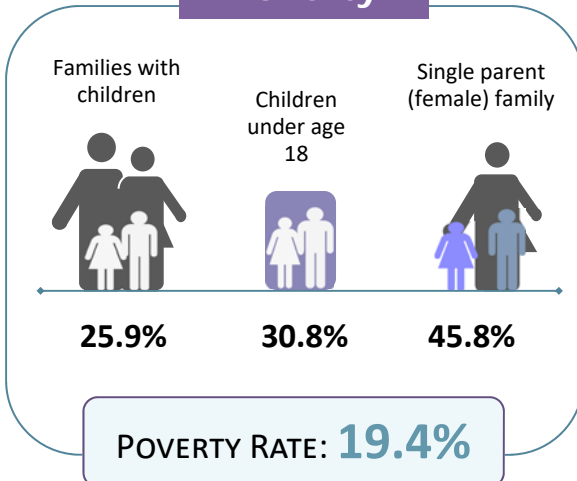 Families with
children
25.9%
Children
under age
18
30.8%
Single parent
(female) family
45.8%
POVERTY RATE: 19.4%